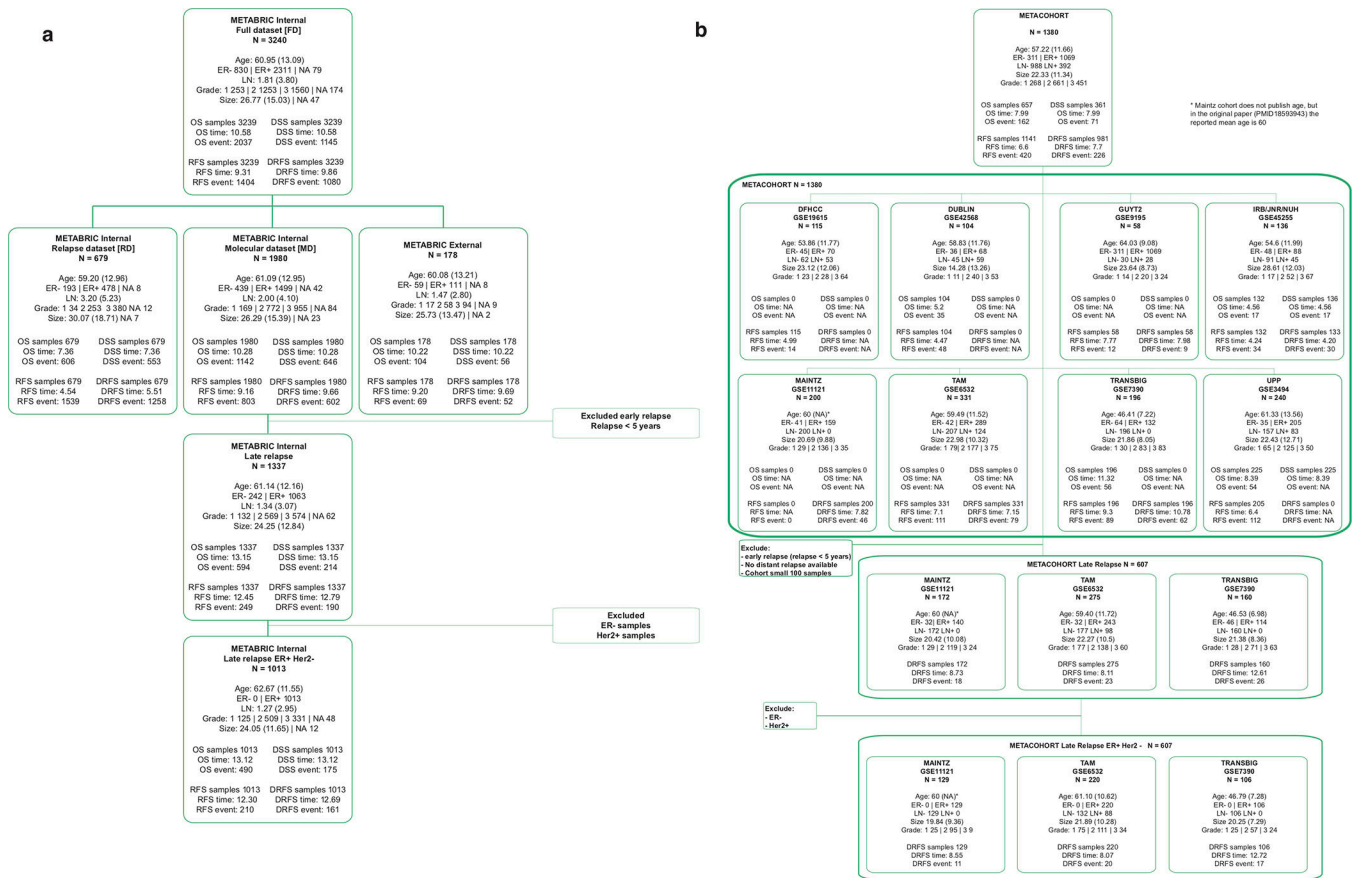 a
METABRIC Internal
Full dataset [FD]
N = 3240
Age: 60.95 (13.09)
ER- 830 | ER+ 2311 | NA 79
LN: 1.81 (3.80)
Grade: 1 253 | 2 1253 | 3 1560 | NA 174
Size: 26.77 (15.03) | NA 47
OS samples 3239 DSS samples 3239
OS time: 10.58 DSS time: 10.58
OS event: 2037 DSS event: 1145
RFS samples 3239 DRFS samples 3239
RFS time: 9.31 DRFS time: 9.86
RFS event: 1404 DRFS event: 1080
METABRIC Internal
Relapse dataset [RD]
N = 679
Age: 59.20 (12.96)
ER- 193 | ER+ 478 | NA 8
LN: 3.20 (5.23)
Grade: 1 34 2 253 3 380 NA 12
Size: 30.07 (18.71) NA 7
OS samples 679 DSS samples 679
OS time: 7.36 DSS time: 7.36
OS event: 606 DSS event: 553
RFS samples 679 DRFS samples 679
RFS time: 4.54 DRFS time: 5.51
RFS event: 1539 DRFS event: 1258
METABRIC Internal
Molecular dataset [MD]
N = 1980
Age: 61.09 (12.95)
ER- 439 | ER+ 1499 | NA 42
LN: 2.00 (4.10)
Grade: 1 169 | 2 772 | 3 955 | NA 84
Size: 26.29 (15.39) | NA 23
OS samples 1980 DSS samples 1980
OS time: 10.28 DSS time: 10.28
OS event: 1142 DSS event: 646
RFS samples 1980 DRFS samples 1980
RFS time: 9.16 DRFS time: 9.66
RFS event: 803 DRFS event: 602
METABRIC External
N = 178
Age: 60.08 (13.21)
ER- 59 | ER+ 111 | NA 8
LN: 1.47 (2.80)
Grade: 1 17 2 58 3 94 | NA 9
Size: 25.73 (13.47) | NA 2
OS samples 178 DSS samples 178
OS time: 10.22 DSS time: 10.22
OS event: 104 DSS event: 56
RFS samples 178 DRFS samples 178
RFS time: 9.20 DRFS time: 9.69
RFS event: 69 DRFS event: 52
Excluded early relapse
Relapse < 5 years
METABRIC Internal
Late relapse
N = 1337
Age: 61.14 (12.16)
ER- 242 | ER+ 1063
LN: 1.34 (3.07)
Grade: 1 132 | 2 569 | 3 574 | NA 62
Size: 24.25 (12.84)
OS samples 1337 DSS samples 1337
OS time: 13.15 DSS time: 13.15
OS event: 594 DSS event: 214
RFS samples 1337 DRFS samples 1337
RFS time: 12.45 DRFS time: 12.79
RFS event: 249 DRFS event: 190
Excluded
ER- samples
Her2+ samples
METABRIC Internal
Late relapse ER+ Her2-
N = 1013
Age: 62.67 (11.55)
ER- 0 | ER+ 1013
LN: 1.27 (2.95)
Grade: 1 125 | 2 509 | 3 331 | NA 48
Size: 24.05 (11.65) | NA 12
OS samples 1013 DSS samples 1013
OS time: 13.12 DSS time: 13.12
OS event: 490 DSS event: 175
RFS samples 1013 DRFS samples 1013
RFS time: 12.30 DRFS time: 12.69
RFS event: 210 DRFS event: 161
b
METACOHORT
N = 1380
Age: 57.22 (11.66)
ER- 311 | ER+ 1069
LN- 988 LN+ 392
Size 22.33 (11.34)
Grade: 1 268 | 2 661 | 3 451
OS samples 657 DSS samples 361
OS time: 7.99 OS time: 7.99
OS event: 162 OS event: 71
RFS samples 1141 DRFS samples 981
RFS time: 6.6 DRFS time: 7.7
RFS event: 420 DRFS event: 226
* Maintz cohort does not publish age, but
in the original paper (PMID18593943) the
reported mean age is 60
METACOHORT N = 1380
DFHCC
GSE19615
N = 115
Age: 53.86 (11.77)
ER- 45| ER+ 70
LN- 62 LN+ 53
Size 23.12 (12.06)
Grade: 1 23 | 2 28 | 3 64
OS samples 0 DSS samples 0
OS time: NA OS time: NA
OS event: NA OS event: NA
RFS samples 115 DRFS samples 0
RFS time: 4.99 DRFS time: NA
RFS event: 14 DRFS event: NA
DUBLIN
GSE42568
N = 104
Age: 58.83 (11.76)
ER- 36 | ER+ 68
LN- 45 LN+ 59
Size 14.28 (13.26)
Grade: 1 11 | 2 40 | 3 53
OS samples 104 DSS samples 0
OS time: 5.2 OS time: NA
OS event: 35 OS event: NA
RFS samples 104 DRFS samples 0
RFS time: 4.47 DRFS time: NA
RFS event: 48 DRFS event: NA
GUYT2
GSE9195
N = 58
Age: 64.03 (9.08)
ER- 311 | ER+ 1069
LN- 30 LN+ 28
Size 23.64 (8.73)
Grade: 1 14 | 2 20 | 3 24
OS samples 0 DSS samples 0
OS time: NA OS time: NA
OS event: NA OS event: NA
RFS samples 58 DRFS samples 58
RFS time: 7.77 DRFS time: 7.98
RFS event: 12 DRFS event: 9
IRB/JNR/NUH
GSE45255
N = 136
Age: 54.6 (11.99)
ER- 48 | ER+ 88
LN- 91 LN+ 45
Size 28.61 (12.03)
Grade: 1 17 | 2 52 | 3 67
OS samples 132 DSS samples 136
OS time: 4.56 OS time: 4.56
OS event: 17 OS event: 17
RFS samples 132 DRFS samples 133
RFS time: 4.24 DRFS time: 4.20
RFS event: 34 DRFS event: 30
MAINTZ
GSE11121
N = 200
Age: 60 (NA)*
ER- 41 | ER+ 159
LN- 200 LN+ 0
Size 20.69 (9.88)
Grade: 1 29 | 2 136 | 3 35
OS samples 0 DSS samples 0
OS time: NA OS time: NA
OS event: NA OS event: NA
RFS samples 0 DRFS samples 200
RFS time: NA DRFS time: 7.82
RFS event: 0 DRFS event: 46
TAM
GSE6532
N = 331
Age: 59.49 (11.52)
ER- 42 | ER+ 289
LN- 207 LN+ 124
Size 22.98 (10.32)
Grade: 1 79| 2 177 | 3 75
OS samples 0 DSS samples 0
OS time: NA OS time: NA
OS event: NA OS event: NA
RFS samples 331 DRFS samples 331
RFS time: 7.1 DRFS time: 7.15
RFS event: 111 DRFS event: 79
TRANSBIG
GSE7390
N = 196
Age: 46.41 (7.22)
ER- 64 | ER+ 132
LN- 196 LN+ 0
Size: 21.86 (8.05)
Grade: 1 30 | 2 83 | 3 83
OS samples 196 DSS samples 0
OS time: 11.32 OS time: NA
OS event: 56 OS event: NA
RFS samples 196 DRFS samples 196
RFS time: 9.3 DRFS time: 10.78
RFS event: 89 DRFS event: 62
UPP
GSE3494
N = 240
Age: 61.33 (13.56)
ER- 35 | ER+ 205
LN- 157 LN+ 83
Size: 22.43 (12.71)
Grade: 1 65 | 2 125 | 3 50
OS samples 225 DSS samples 225
OS time: 8.39 OS time: 8.39
OS event: 54 OS event: NA
RFS samples 205 DRFS samples 0
RFS time: 6.4 DRFS time: NA
RFS event: 112 DRFS event: NA
Exclude:
- early relapse (relapse < 5 years)
- No distant relapse available
- Cohort small 100 samples
METACOHORT Late Relapse N = 607
MAINTZ
GSE11121
N = 172
Age: 60 (NA)*
ER- 32| ER+ 140
LN- 172 LN+ 0
Size 20.42 (10.08)
Grade: 1 29 | 2 119 | 3 24
DRFS samples 172
DRFS time: 8.73
DRFS event: 18
TAM
GSE6532
N = 275
Age: 59.40 (11.72)
ER- 32 | ER+ 243
LN- 177 LN+ 98
Size 22.27 (10.5)
Grade: 1 77 | 2 138 | 3 60
DRFS samples 275
DRFS time: 8.11
DRFS event: 23
TRANSBIG
GSE7390
N = 160
Age: 46.53 (6.98)
ER- 46 | ER+ 114
LN- 160 LN+ 0
Size 21.38 (8.36)
Grade: 1 28 | 2 71 | 3 63
DRFS samples 160
DRFS time: 12.61
DRFS event: 26
Exclude:
- ER-
- Her2+
METACOHORT Late Relapse ER+ Her2 - N = 607
MAINTZ
GSE11121
N = 129
Age: 60 (NA)*
ER- 0 | ER+ 129
LN- 129 LN+ 0
Size 19.84 (9.36)
Grade: 1 25 | 2 95 | 3 9
DRFS samples 129
DRFS time: 8.55
DRFS event: 11
TAM
GSE6532
N = 220
Age: 61.10 (10.62)
ER- 0 | ER+ 220
LN- 132 LN+ 88
Size 21.89 (10.28)
Grade: 1 75 | 2 111 | 3 34
DRFS samples 220
DRFS time: 8.07
DRFS event: 20
TRANSBIG
GSE7390
N = 106
Age: 46.79 (7.28)
ER- 0 | ER+ 106
LN- 106 LN+ 0
Size 20.25 (7.29)
Grade: 1 25 | 2 57 | 3 24
DRFS samples 106
DRFS time: 12.72
DRFS event: 17